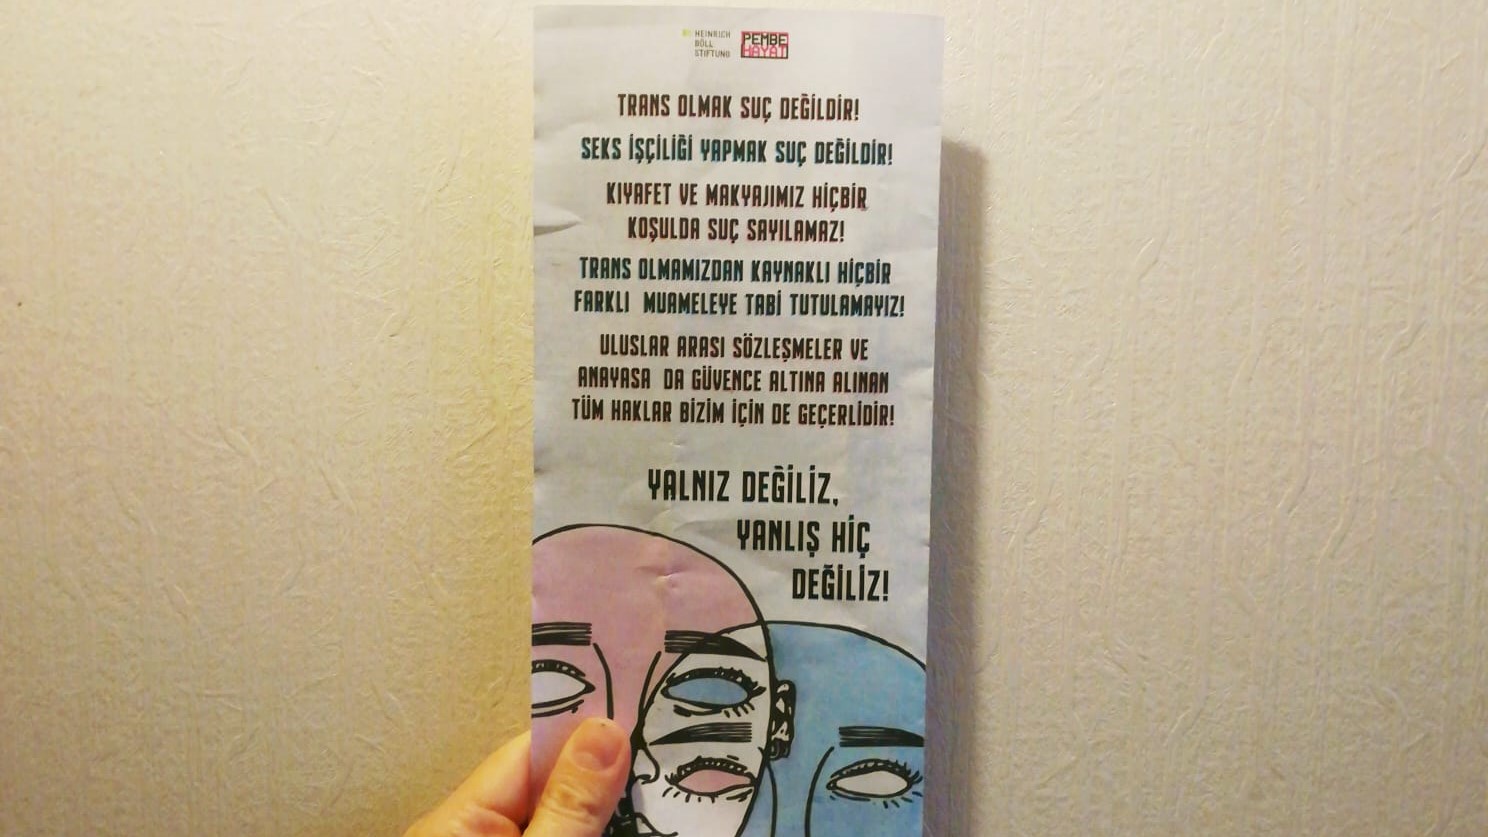 HEINRICH
BÖLL
STIFTUNG
PEMBE
HAYAT
TRANS OLMAK SUÇ DEĞİLDİR!
SEKS İŞÇİLİĞİ YAPMAK SUÇ DEĞİLDİR!
KIYAFET VE MAKYAJIMIZ HİÇBİR
KOŞULDA SUÇ SAYILAMAZ!
TRANS OLMAMIZDAN KAYNAKLI HİÇBİR
FARKLI MUAMELEYE TABİ TUTULAMAYIZ!
ULUSLAR ARASI SÖZLEŞMELER VE
ANAYASA DA GÜVENCE ALTINA ALINAN
TÜM HAKLAR BİZİM İÇİN DE GEÇERLİDİR!
YALNIZ DEĞİLİZ,
YANLIŞ HİÇ
DEĞİLİZ!